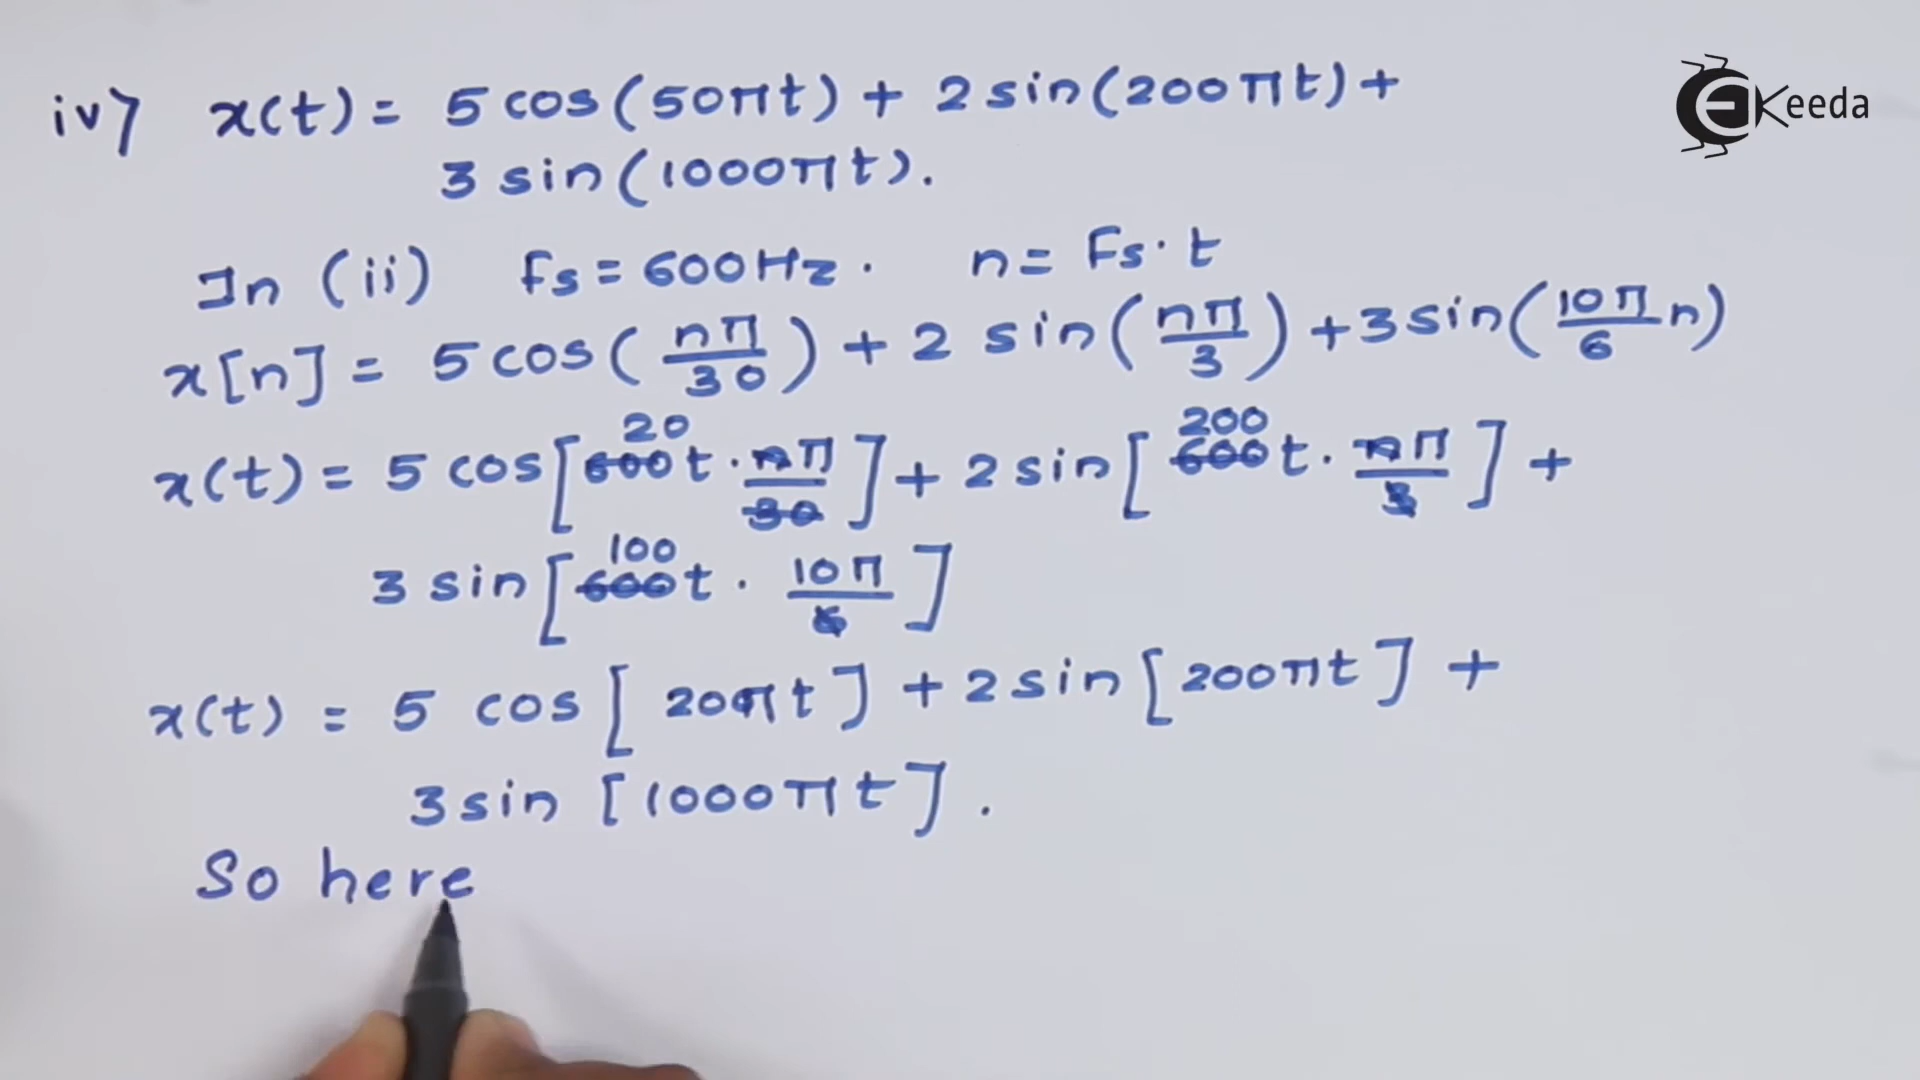 iv) x(t) = 5 cos(50πt) + 2 sin(200πt) +
3 sin(1000πt).
Keeda
In (ii) Fs = 600Hz. n = Fs·t
x[n] = 5 cos(nπ/30) + 2 sin(nπ/3) + 3 sin(10π/6 n)
20 200
x(t) = 5 cos[600t · nπ/30] + 2 sin[600t · nπ/3] +
100
3 sin[600t · 10π/6]
x(t) = 5 cos[20πt] + 2 sin[200πt] +
3 sin [1000πt].
So here